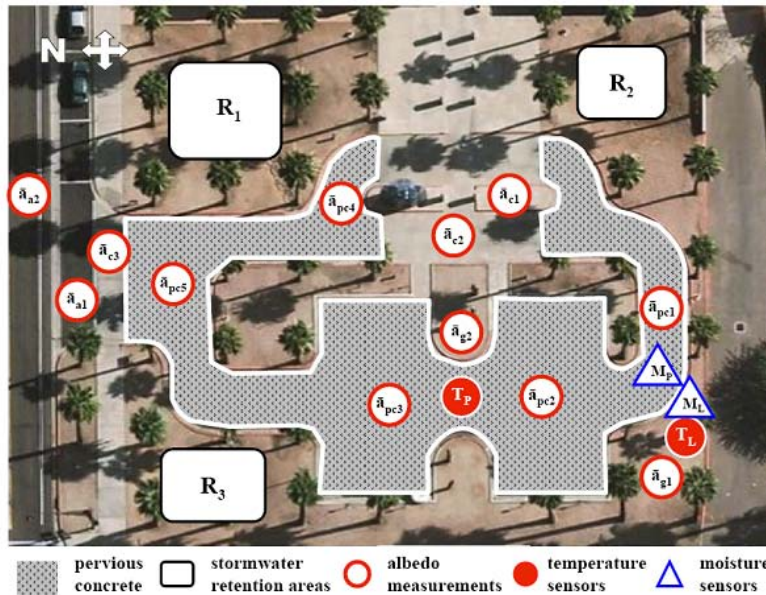 N
R1
R2
āa2
āpc4
āc1
āc2
āc3
āpc5
āa1
āpc1
āg2
MP
TP
āpc3
āpc2
ML
TL
āg1
R3
pervious
concrete
stormwater
retention areas
albedo
measurements
temperature
sensors
moisture
sensors